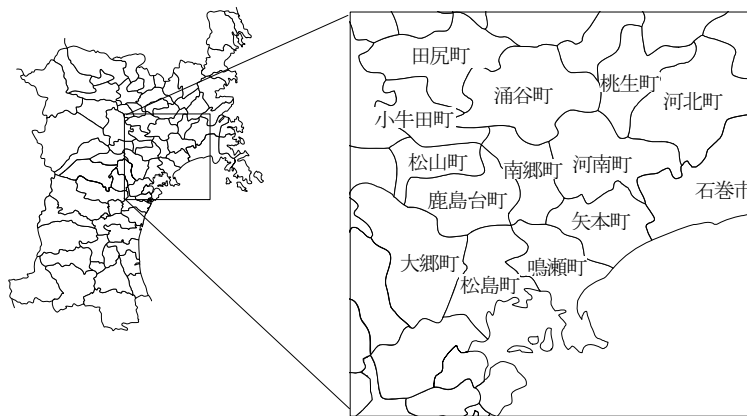 田尻町
涌谷町
桃生町
河北町
小牛田町
松山町
南郷町
河南町
鹿島台町
石巻市
矢本町
大郷町
松島町
鳴瀬町